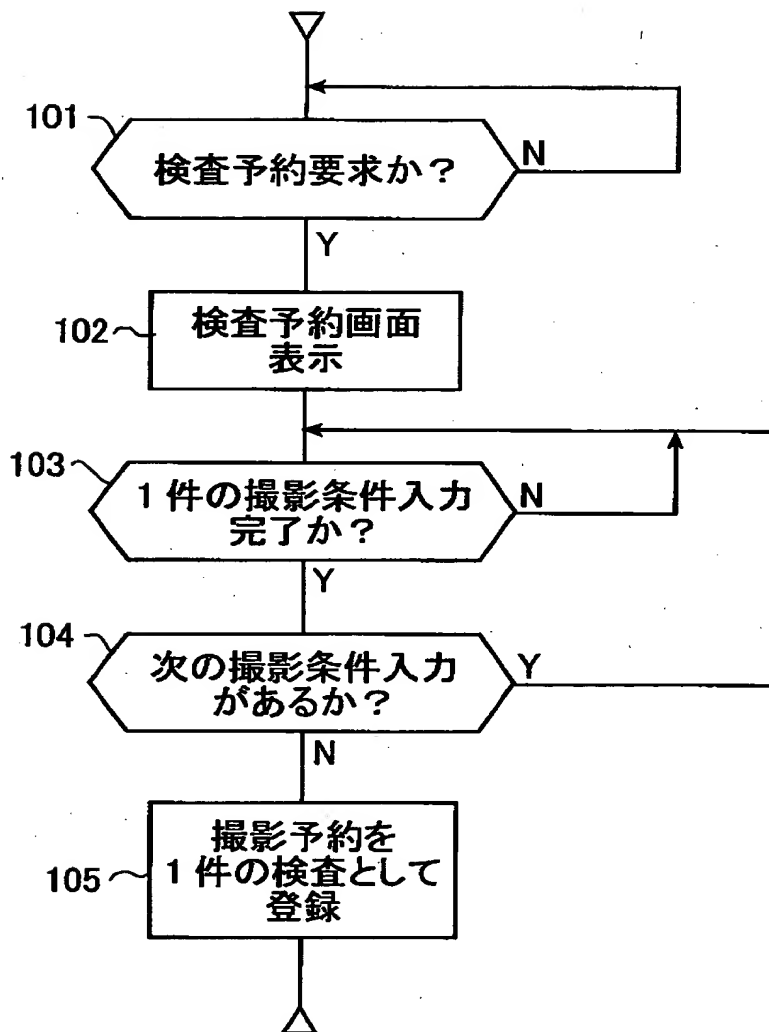 101
検査予約要求か？
N
Y
102
検査予約画面
表示
103
1件の撮影条件入力
完了か？
N
Y
104
次の撮影条件入力
があるか？
Y
N
105
撮影予約を
1件の検査として
登録